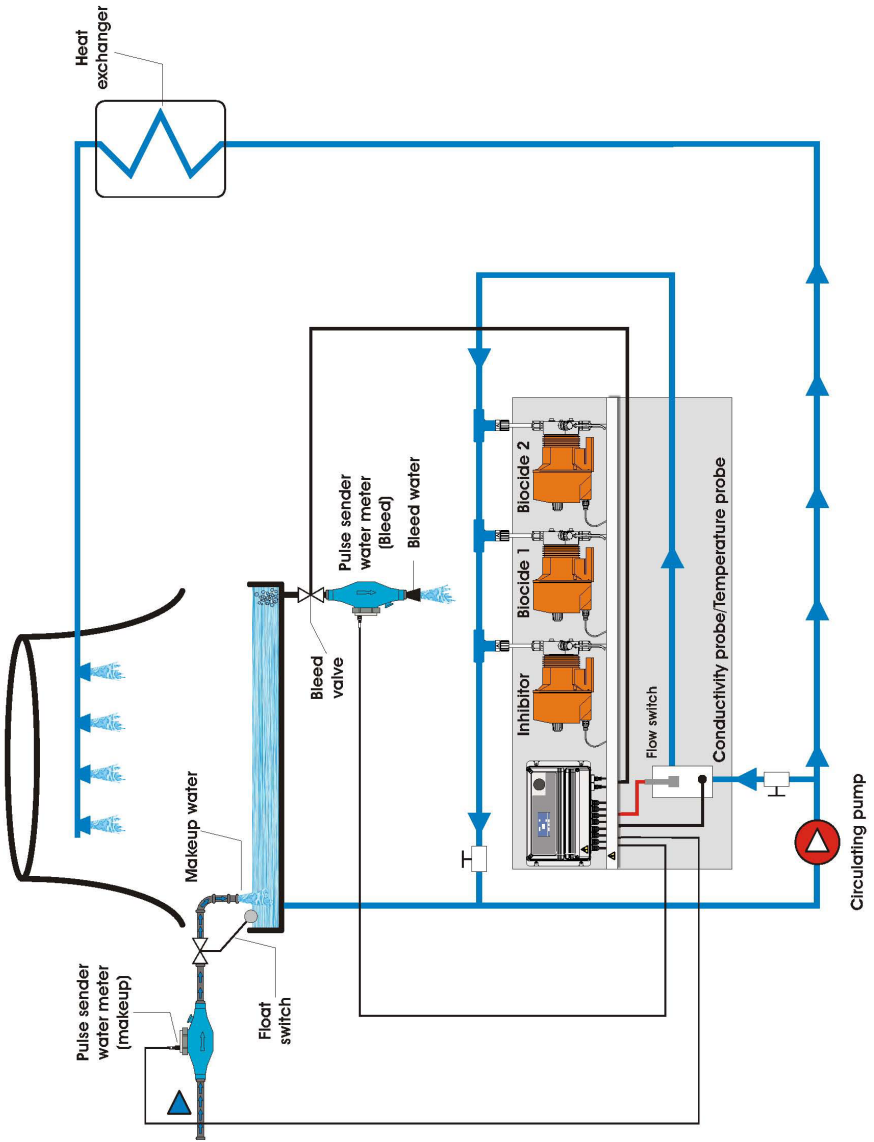 Heat
exchanger
Pulse sender
water meter
(Bleed)
Bleed water
Bleed
valve
Makeup water
Pulse sender
water meter
(makeup)
Float
switch
Biocide 2
Biocide 1
Inhibitor
Flow switch
Conductivity probe/Temperature probe
Circulating pump